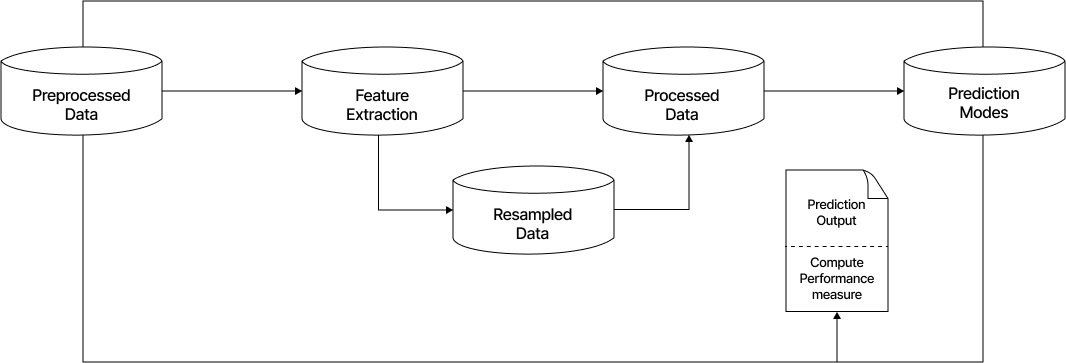 Preprocessed
Data
Feature
Extraction
Processed
Data
Prediction
Modes
Resampled
Data
Prediction
Output
Compute
Performance
measure